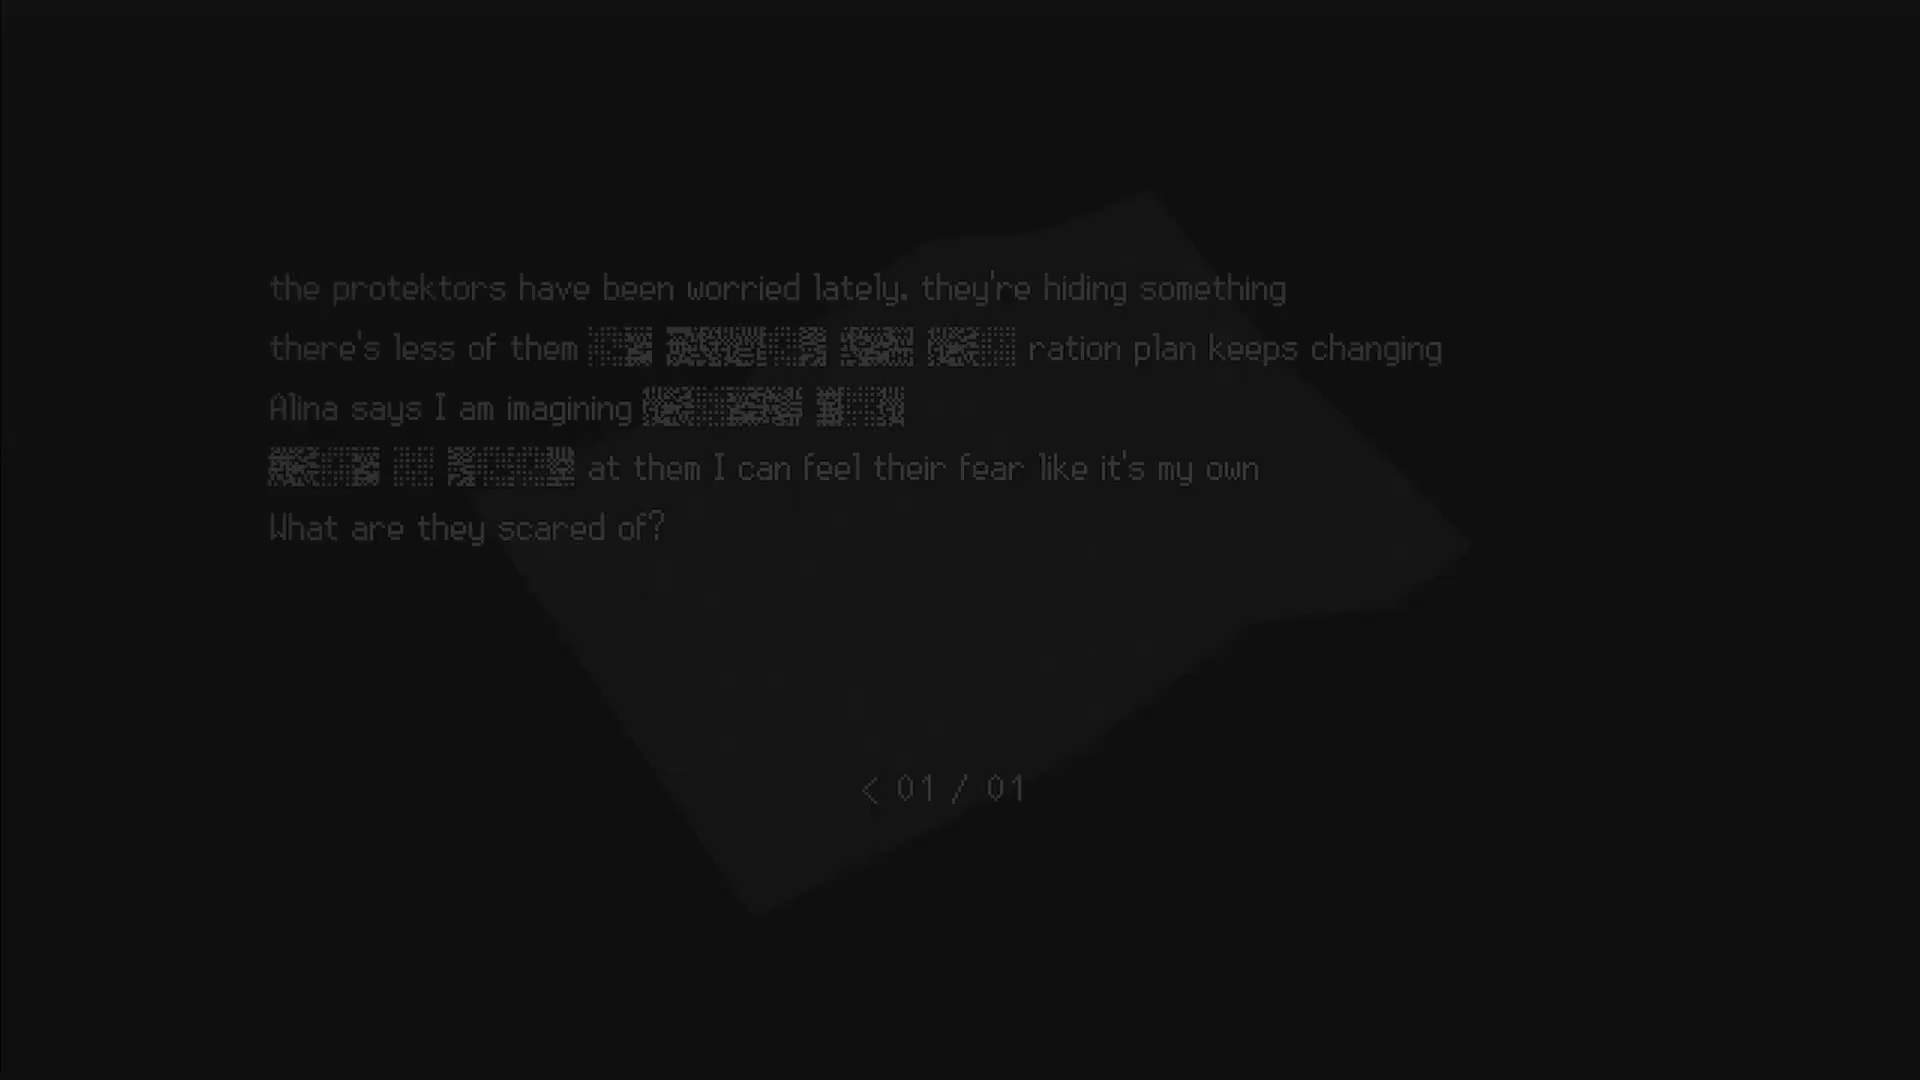 the protektors have been worried lately. they're hiding something
there's less of them ration plan keeps changing
Alina says I am imagining
at them I can feel their fear like it's my own
What are they scared of?
< 01 / 01